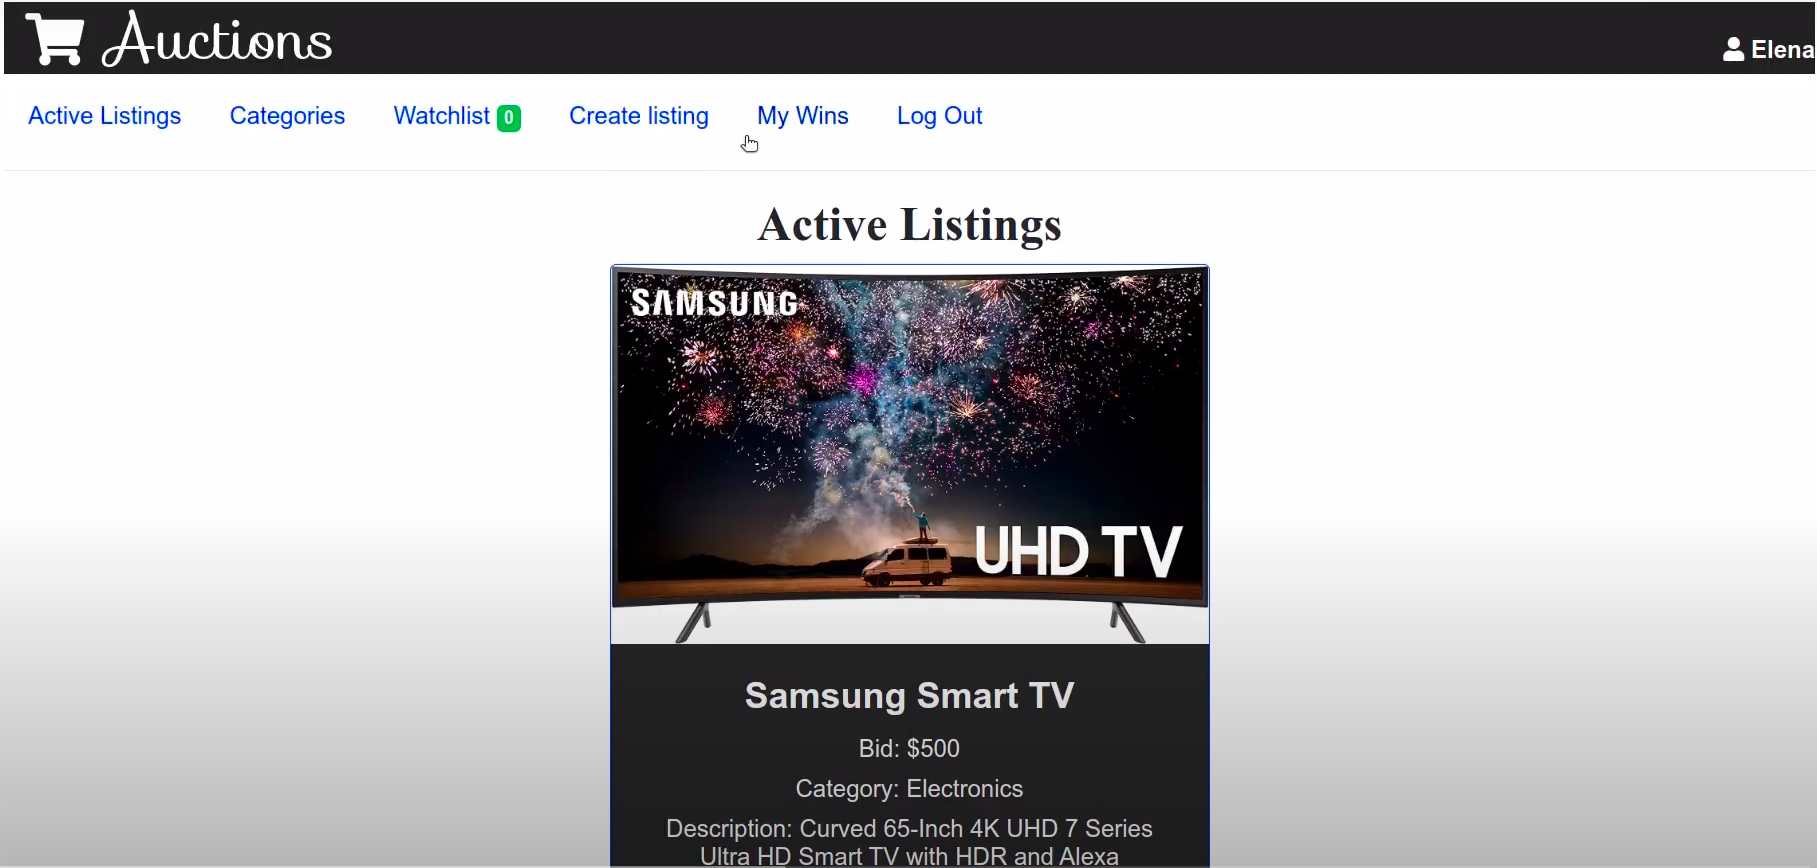 Auctions
Elena
Active Listings Categories Watchlist 0 Create listing My Wins Log Out
Active Listings
SAMSUNG
UHD TV
Samsung Smart TV
Bid: $500
Category: Electronics
Description: Curved 65-Inch 4K UHD 7 Series
Ultra HD Smart TV with HDR and Alexa